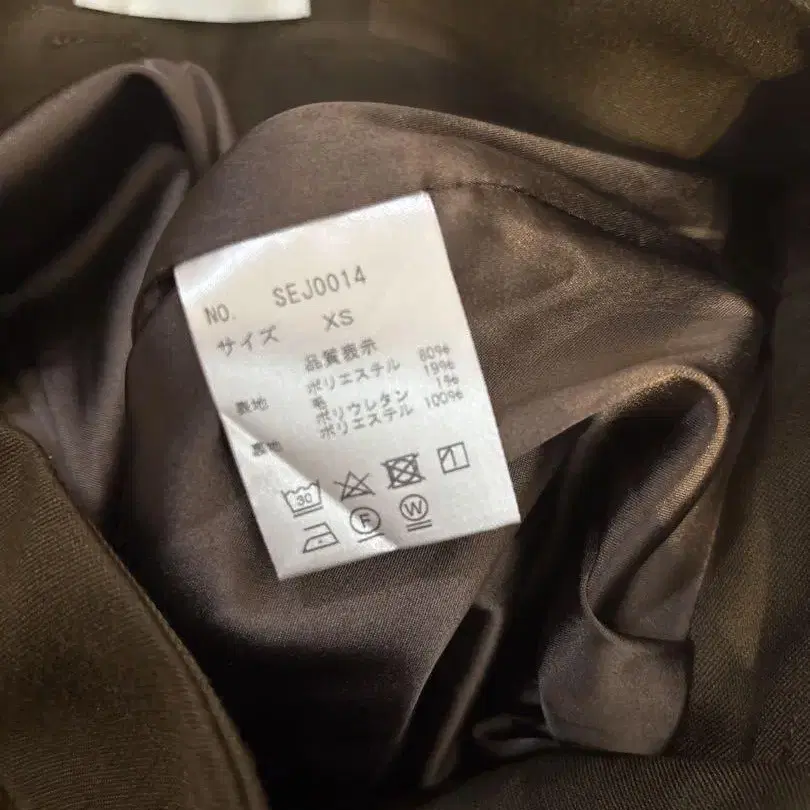 NO. SEJ0014
サイズ XS
品質表示
表地 ポリエステル 80%
毛 19%
ポリウレタン 1%
裏地 ポリエステル 100%
30
F W